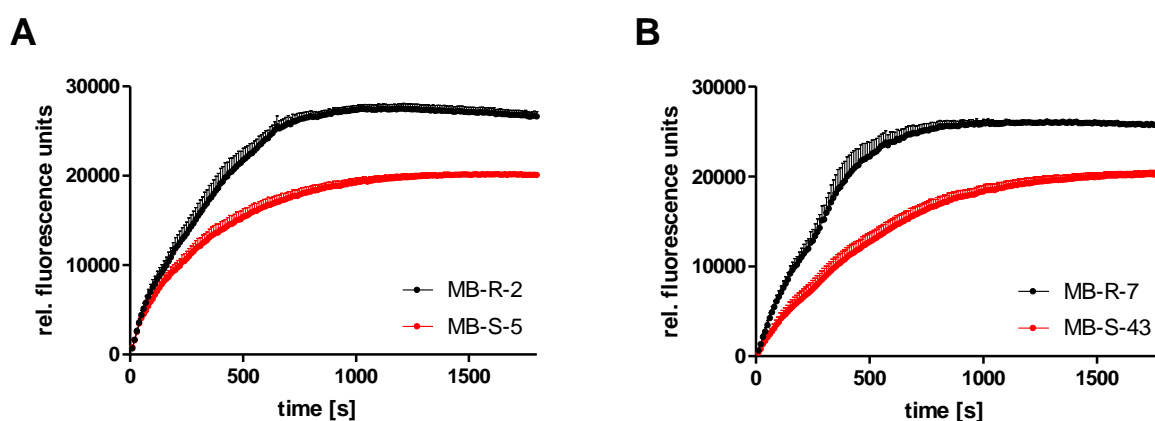 A
rel. fluorescence units
30000
20000
10000
0
0 500 1000 1500
time [s]
MB-R-2
MB-S-5
B
rel. fluorescence units
30000
20000
10000
0
0 500 1000 1500
time [s]
MB-R-7
MB-S-43